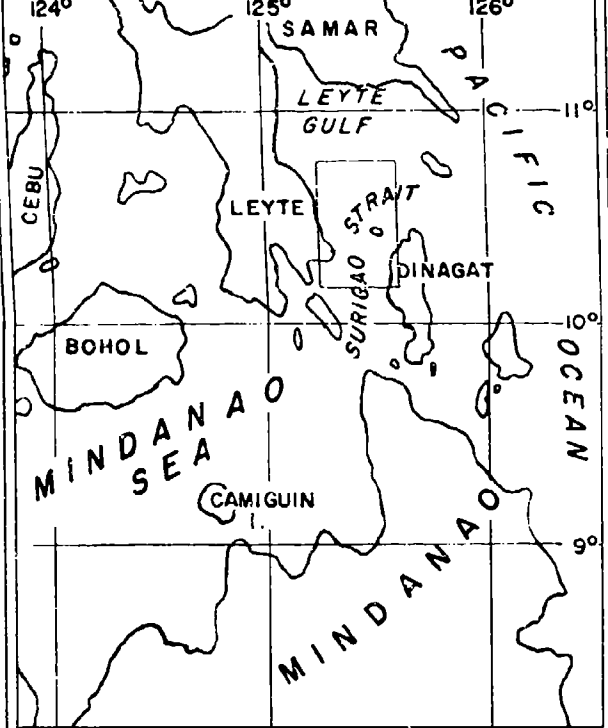 124° 125° 126°
SAMAR
PACIFIC
LEYTE
GULF
11°
CEBU
LEYTE
STRAIT
SURIGAO
DINAGAT
10°
BOHOL
OCEAN
MINDANAO
SEA
CAMIGUIN
I.
9°
MINDANAO